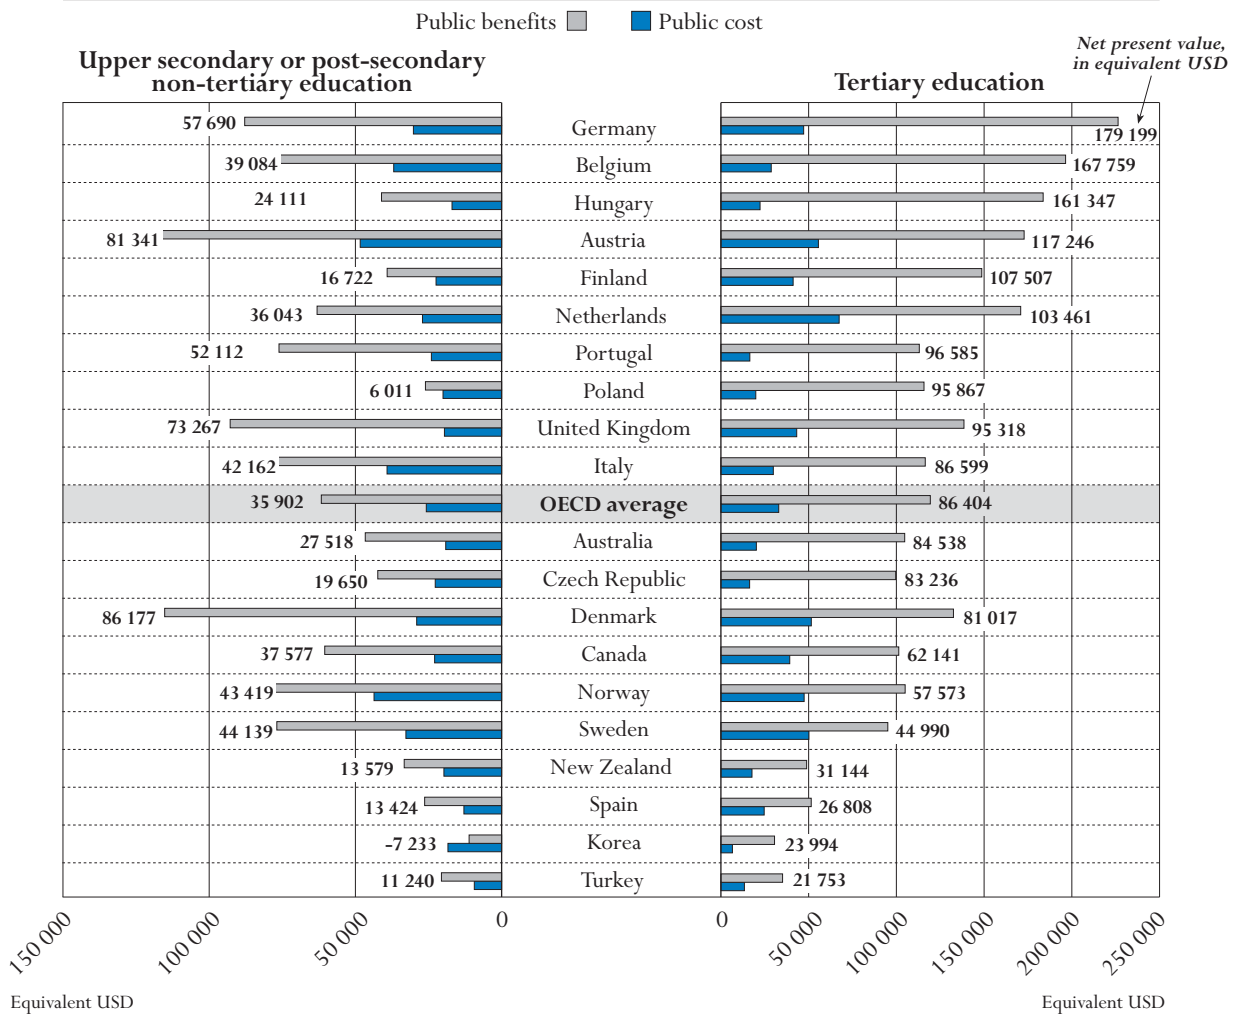 Public benefits Public cost
Net present value,
in equivalent USD
Upper secondary or post-secondary
non-tertiary education
Tertiary education
57 690 Germany 179 199
39 084 Belgium 167 759
24 111 Hungary 161 347
81 341 Austria 117 246
16 722 Finland 107 507
36 043 Netherlands 103 461
52 112 Portugal 96 585
6 011 Poland 95 867
73 267 United Kingdom 95 318
42 162 Italy 86 599
35 902 OECD average 86 404
27 518 Australia 84 538
19 650 Czech Republic 83 236
86 177 Denmark 81 017
37 577 Canada 62 141
43 419 Norway 57 573
44 139 Sweden 44 990
13 579 New Zealand 31 144
13 424 Spain 26 808
-7 233 Korea 23 994
11 240 Turkey 21 753
150 000 100 000 50 000 0 0 50 000 100 000 150 000 200 000 250 000
Equivalent USD Equivalent USD